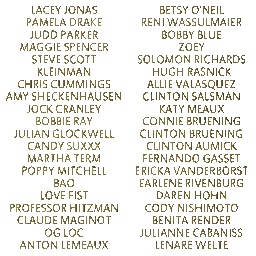 LACEY JONAS
PAMELA DRAKE
JUDD PARKER
MAGGIE SPENCER
STEVE SCOTT
KLEINMAN
CHRIS CUMMINGS
AMY SHECKENHAUSEN
JOCK CRANLEY
BOBBIE RAY
JULIAN GLOCKWELL
CANDY SUXXX
MARTHA TERM
POPPY MITCHELL
BAO
LOVE FIST
PROFESSOR HITZMAN
CLAUDE MAGINOT
OG LOC
ANTON LEMEAUX
BETSY O'NEIL
RENI WASSULMAIER
BOBBY BLUE
ZOEY
SOLOMON RICHARDS
HUGH RASNICK
ALLIE VALASQUEZ
CLINTON SALSMAN
KATY MEAUX
CONNIE BRUENING
CLINTON BRUENING
CLINTON AUMICK
FERNANDO GASSET
ERICKA VANDERBORST
EARLENE RIVENBURG
DAREN HOHN
CODY NISHIMOTO
BENITA RENDER
JULIANNE CABANISS
LENARE WELTE